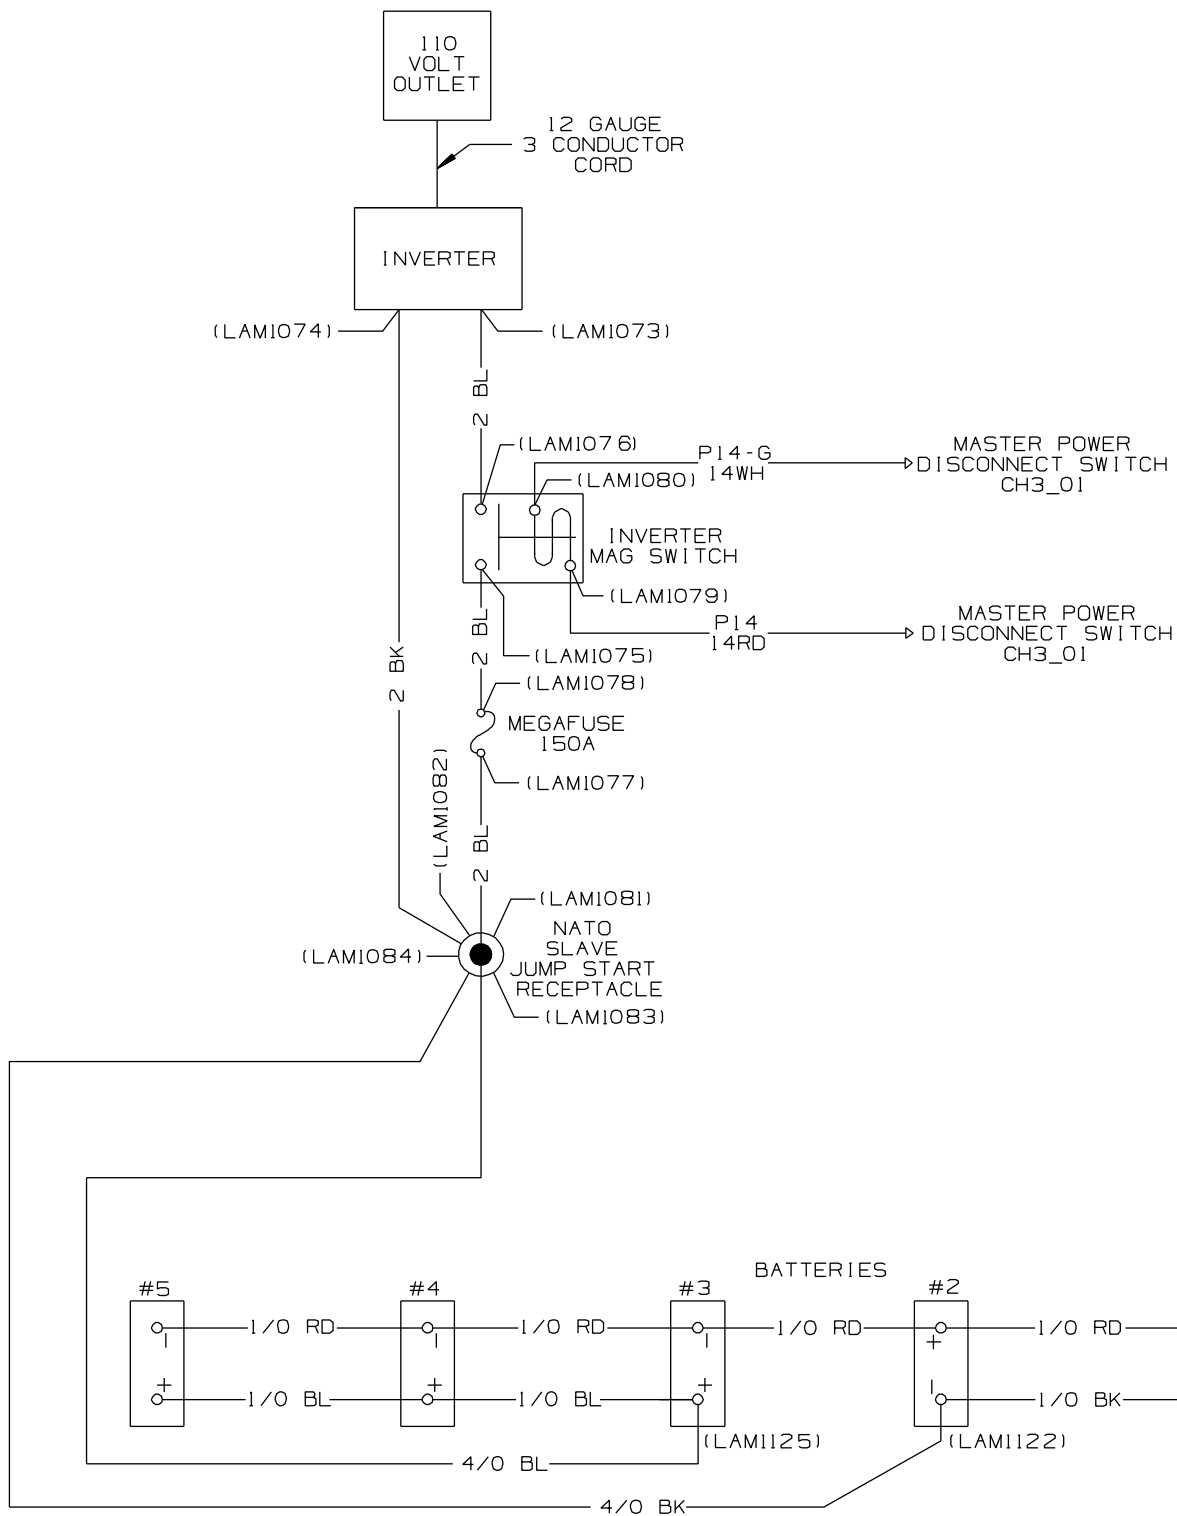 110
VOLT
OUTLET
12 GAUGE
3 CONDUCTOR
CORD
INVERTER
(LAM1074)
(LAM1073)
2 BL
(LAM1076)
P14-G
14WH
MASTER POWER
DISCONNECT SWITCH
CH3_01
(LAM1080)
INVERTER
MAG SWITCH
(LAM1079)
P14
14RD
MASTER POWER
DISCONNECT SWITCH
CH3_01
2 BL
(LAM1075)
2 BK
(LAM1078)
MEGAFUSE
150A
(LAM1077)
(LAM1082)
2 BL
(LAM1081)
NATO
SLAVE
JUMP START
RECEPTACLE
(LAM1084)
(LAM1083)
BATTERIES
#5
#4
#3
#2
1/0 RD
1/0 RD
1/0 RD
1/0 RD
- - - +
+ + + -
1/0 BL
1/0 BL
1/0 BK
(LAM1125)
(LAM1122)
4/0 BL
4/0 BK